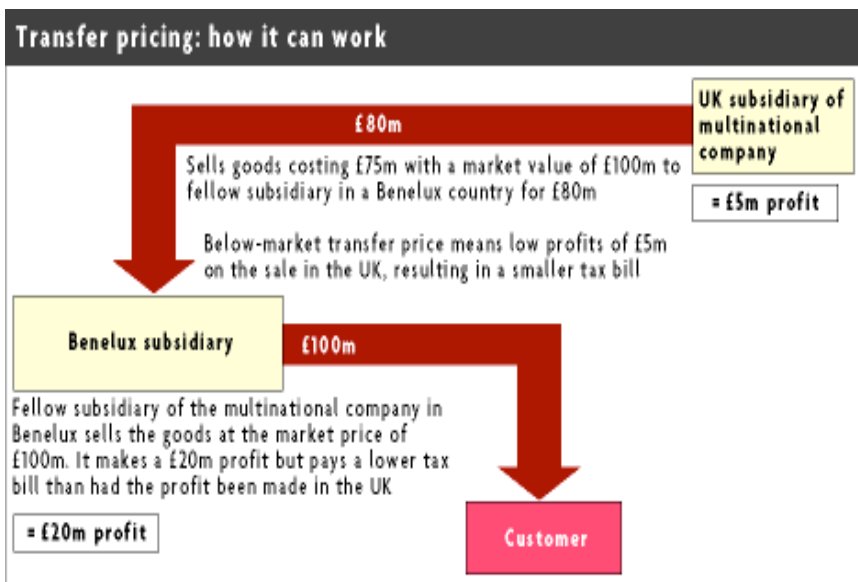 Transfer pricing: how it can work
UK subsidiary of
multinational
company
= £5m profit
£80m
Sells goods costing £75m with a market value of £100m to
fellow subsidiary in a Benelux country for £80m
Below-market transfer price means low profits of £5m
on the sale in the UK, resulting in a smaller tax bill
Benelux subsidiary
£100m
Fellow subsidiary of the multinational company in
Benelux sells the goods at the market price of
£100m. It makes a £20m profit but pays a lower tax
bill than had the profit been made in the UK
= £20m profit
Customer